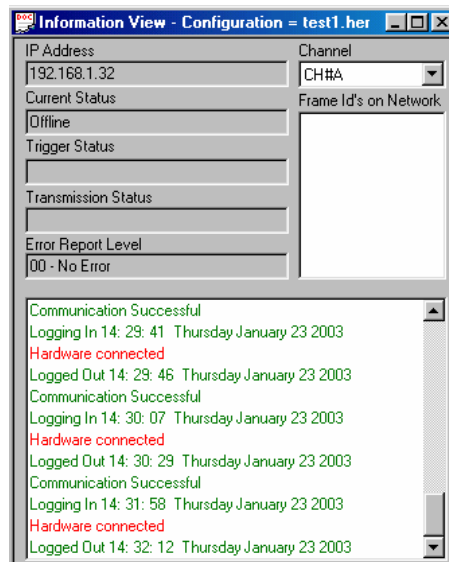 Information View - Configuration = test1.her
IP Address
192.168.1.32
Current Status
Offline
Trigger Status
Transmission Status
Error Report Level
00 - No Error
Channel
CH#A
Frame Id's on Network
Communication Successful
Logging In 14: 29: 41  Thursday January 23 2003
Hardware connected
Logged Out 14: 29: 46  Thursday January 23 2003
Communication Successful
Logging In 14: 30: 07  Thursday January 23 2003
Hardware connected
Logged Out 14: 30: 29  Thursday January 23 2003
Communication Successful
Logging In 14: 31: 58  Thursday January 23 2003
Hardware connected
Logged Out 14: 32: 12  Thursday January 23 2003